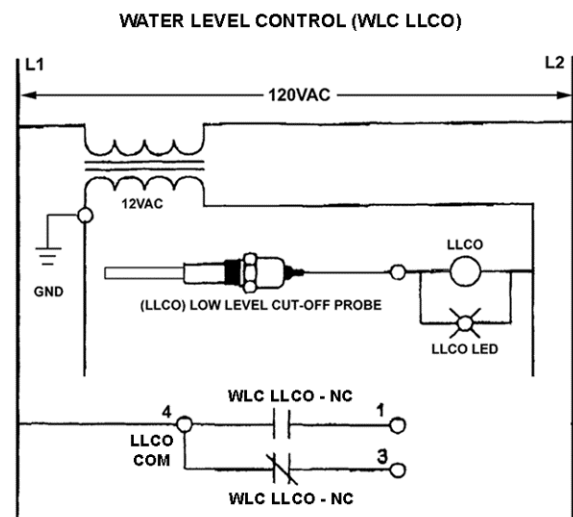 WATER LEVEL CONTROL (WLC LLCO)
L1
L2
120VAC
12VAC
GND
LLCO
(LLCO) LOW LEVEL CUT-OFF PROBE
LLCO LED
WLC LLCO - NC
4
1
LLCO
COM
3
WLC LLCO - NC